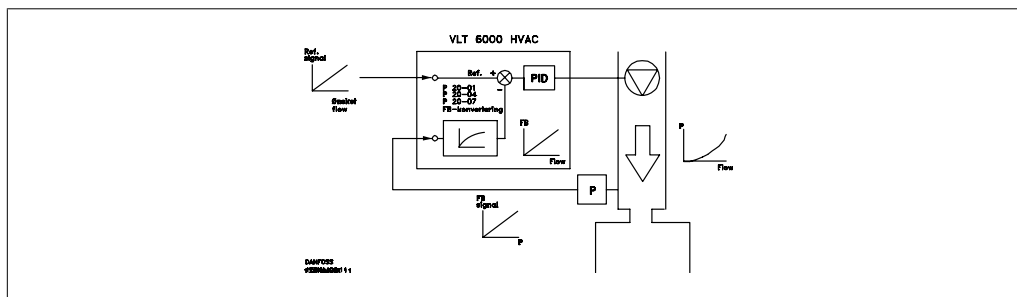 VLT 6000 HVAC
Ref.
signal
Ønsket
flow
Ref.
+
-
PID
P 20-01
P 20-04
P 20-07
FB-konvertering
FB
Flow
P
Flow
P
FB
signal
P
DANFOSS